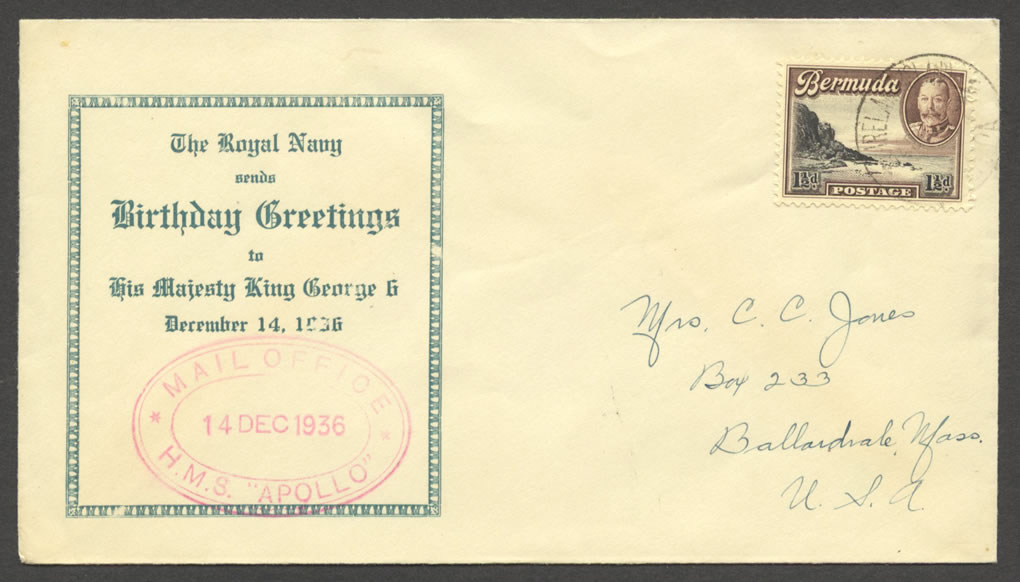 The Royal Navy
sends
Birthday Greetings
to
His Majesty King George 6
December 14, 1936
MAIL OFFICE
14 DEC 1936
H.M.S. "APOLLO"
Bermuda
1½d. POSTAGE 1½d.
Mrs. C. C. Jones
Box 233
Ballardvale, Mass.
U. S. A